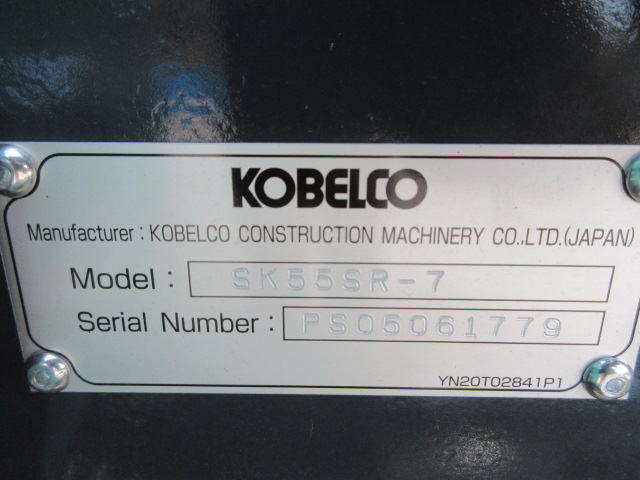 KOBELCO
Manufacturer : KOBELCO CONSTRUCTION MACHINERY CO.,LTD.(JAPAN)
Model : SK55SR-7
Serial Number : PS05061779
YN20T02841P1